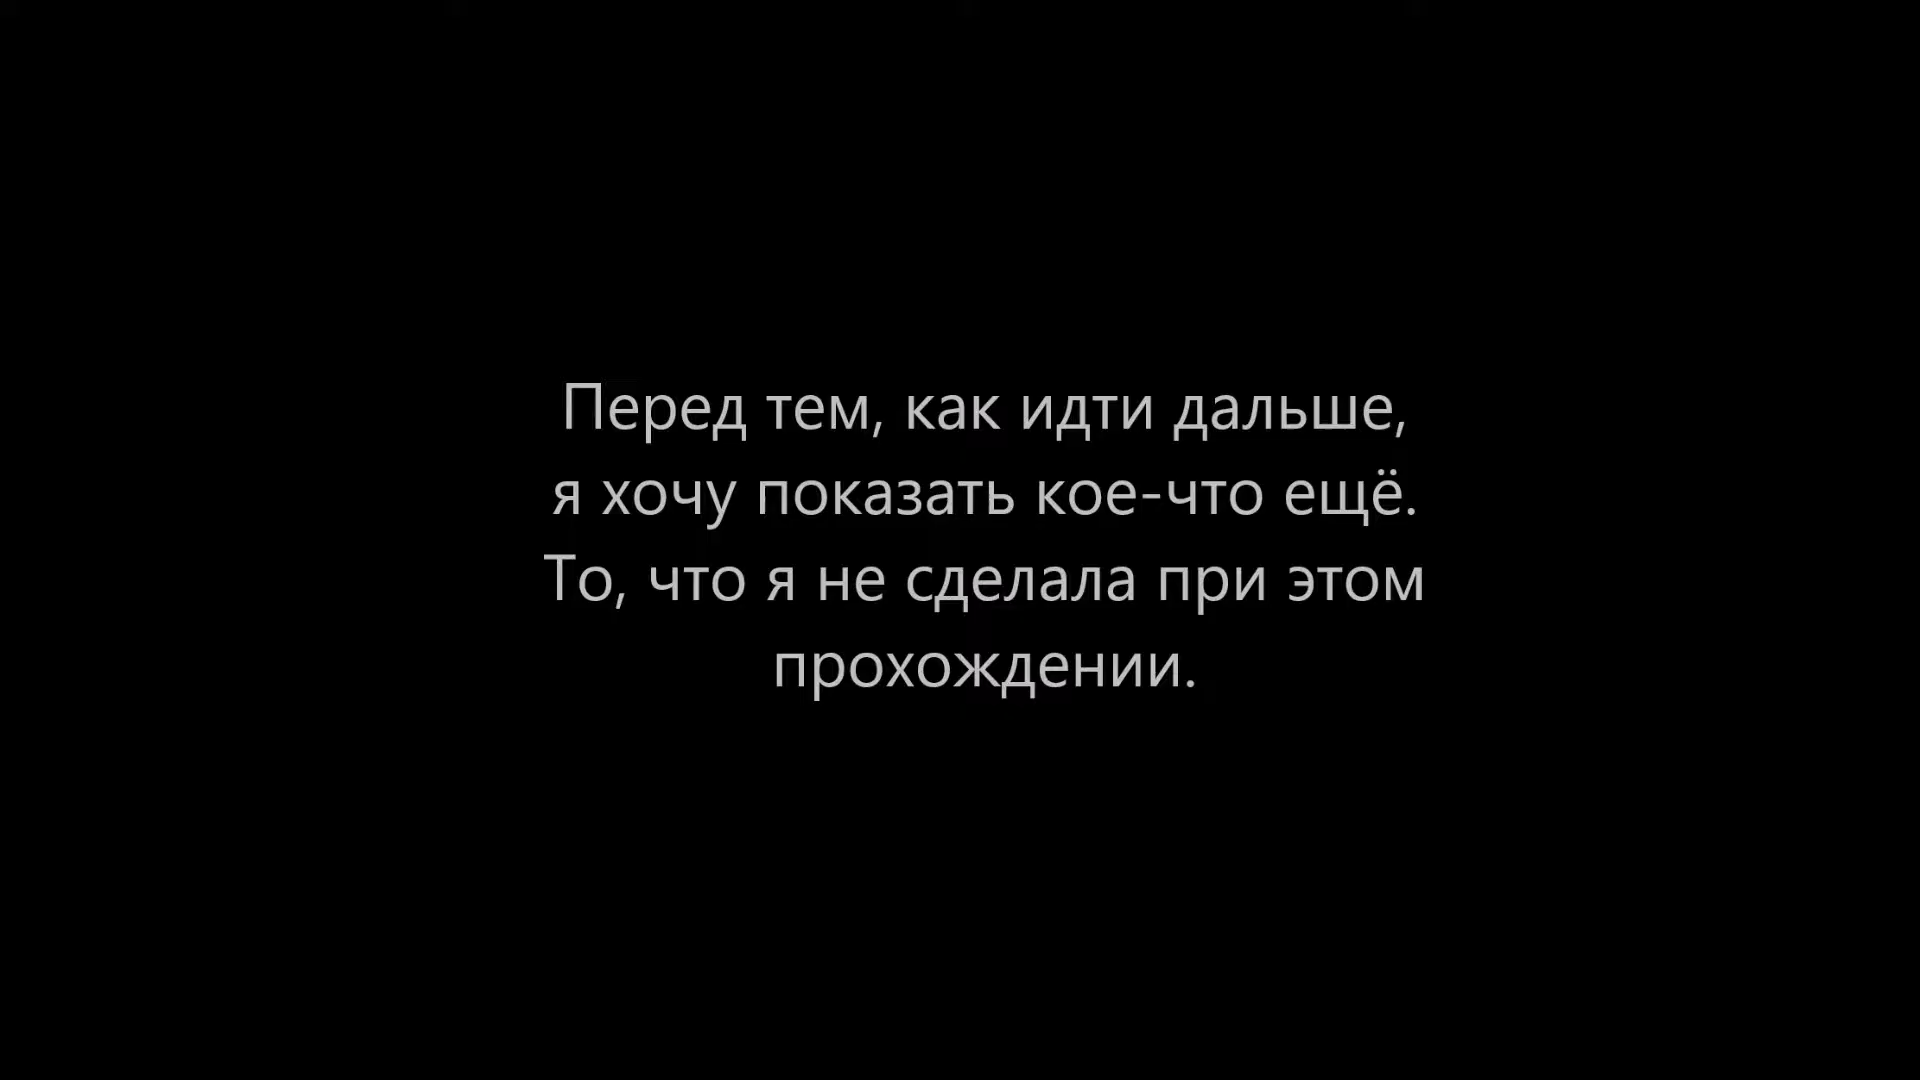 Перед тем, как идти дальше,
я хочу показать кое-что ещё.
То, что я не сделала при этом
прохождении.